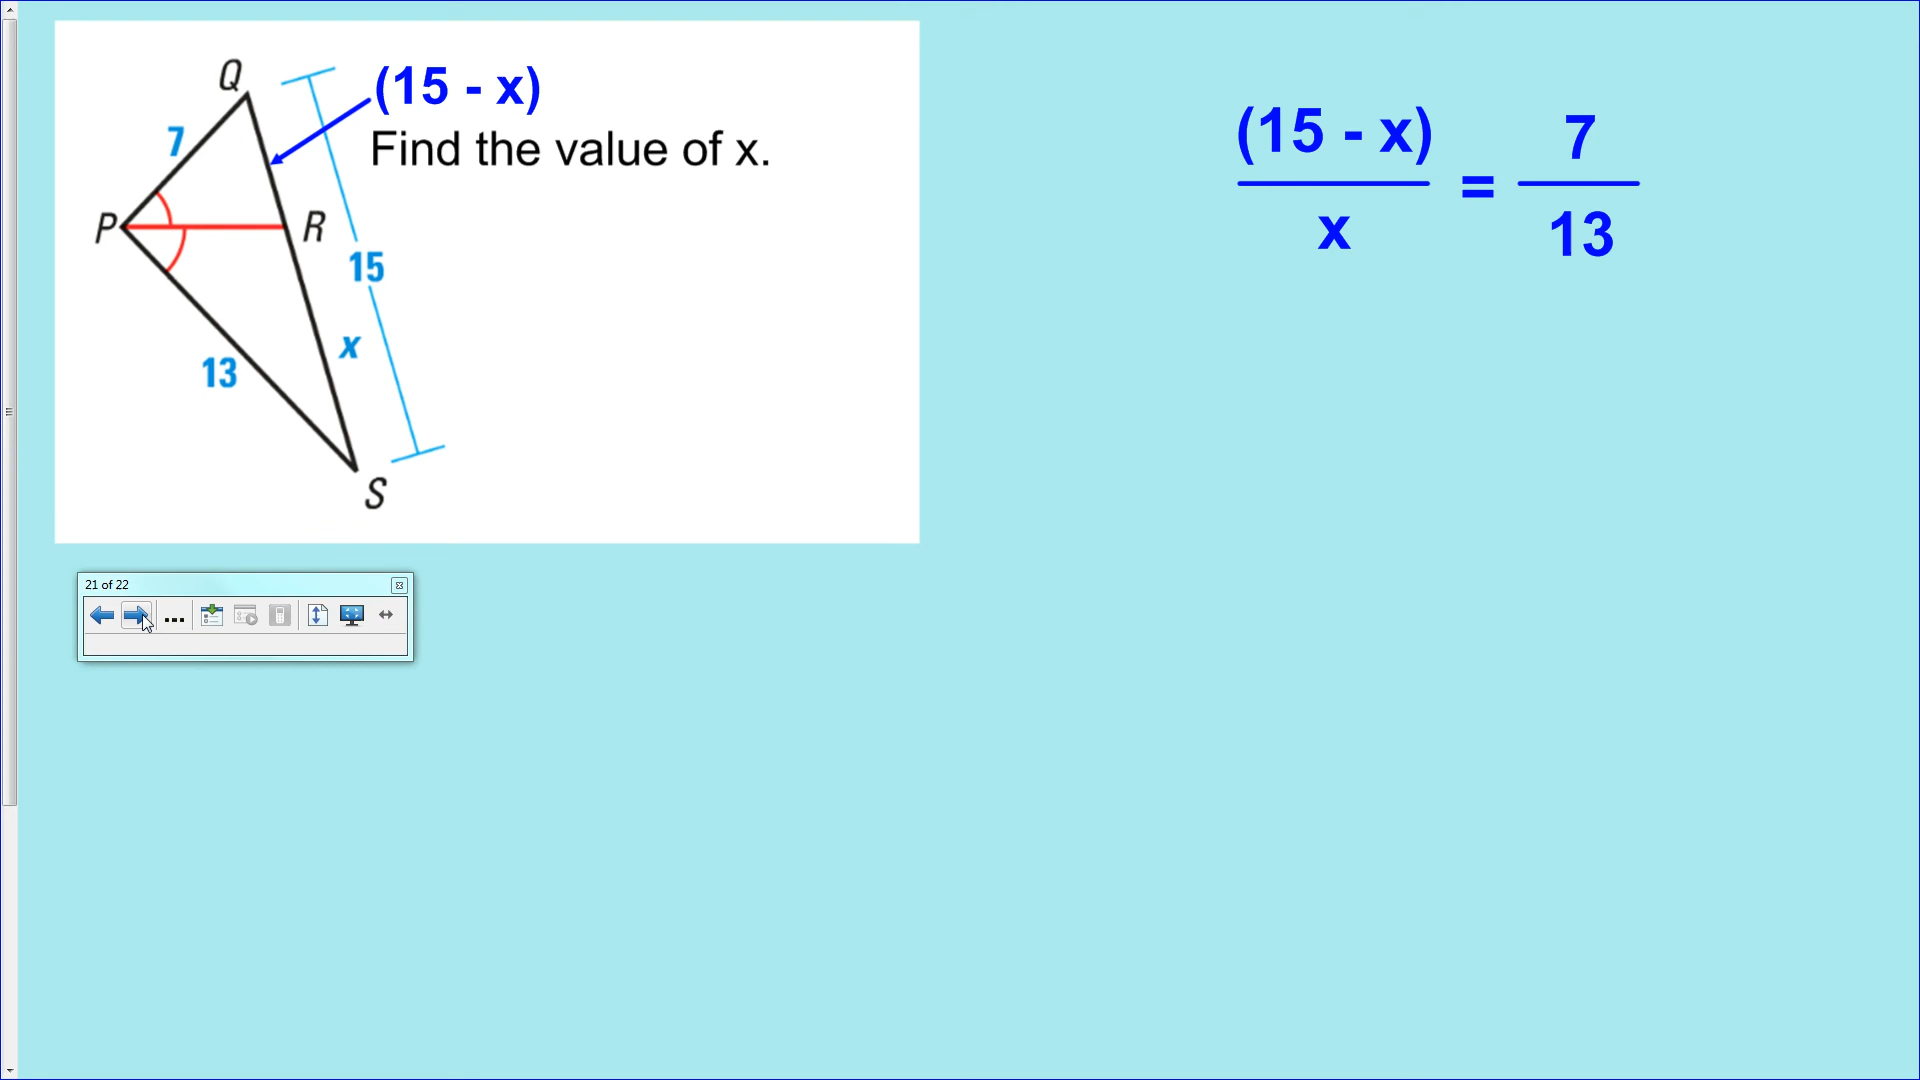 Q
(15 - x)
7
Find the value of x.
P
R
15
x
13
S
(15 - x)
x
=
7
13
21 of 22
...